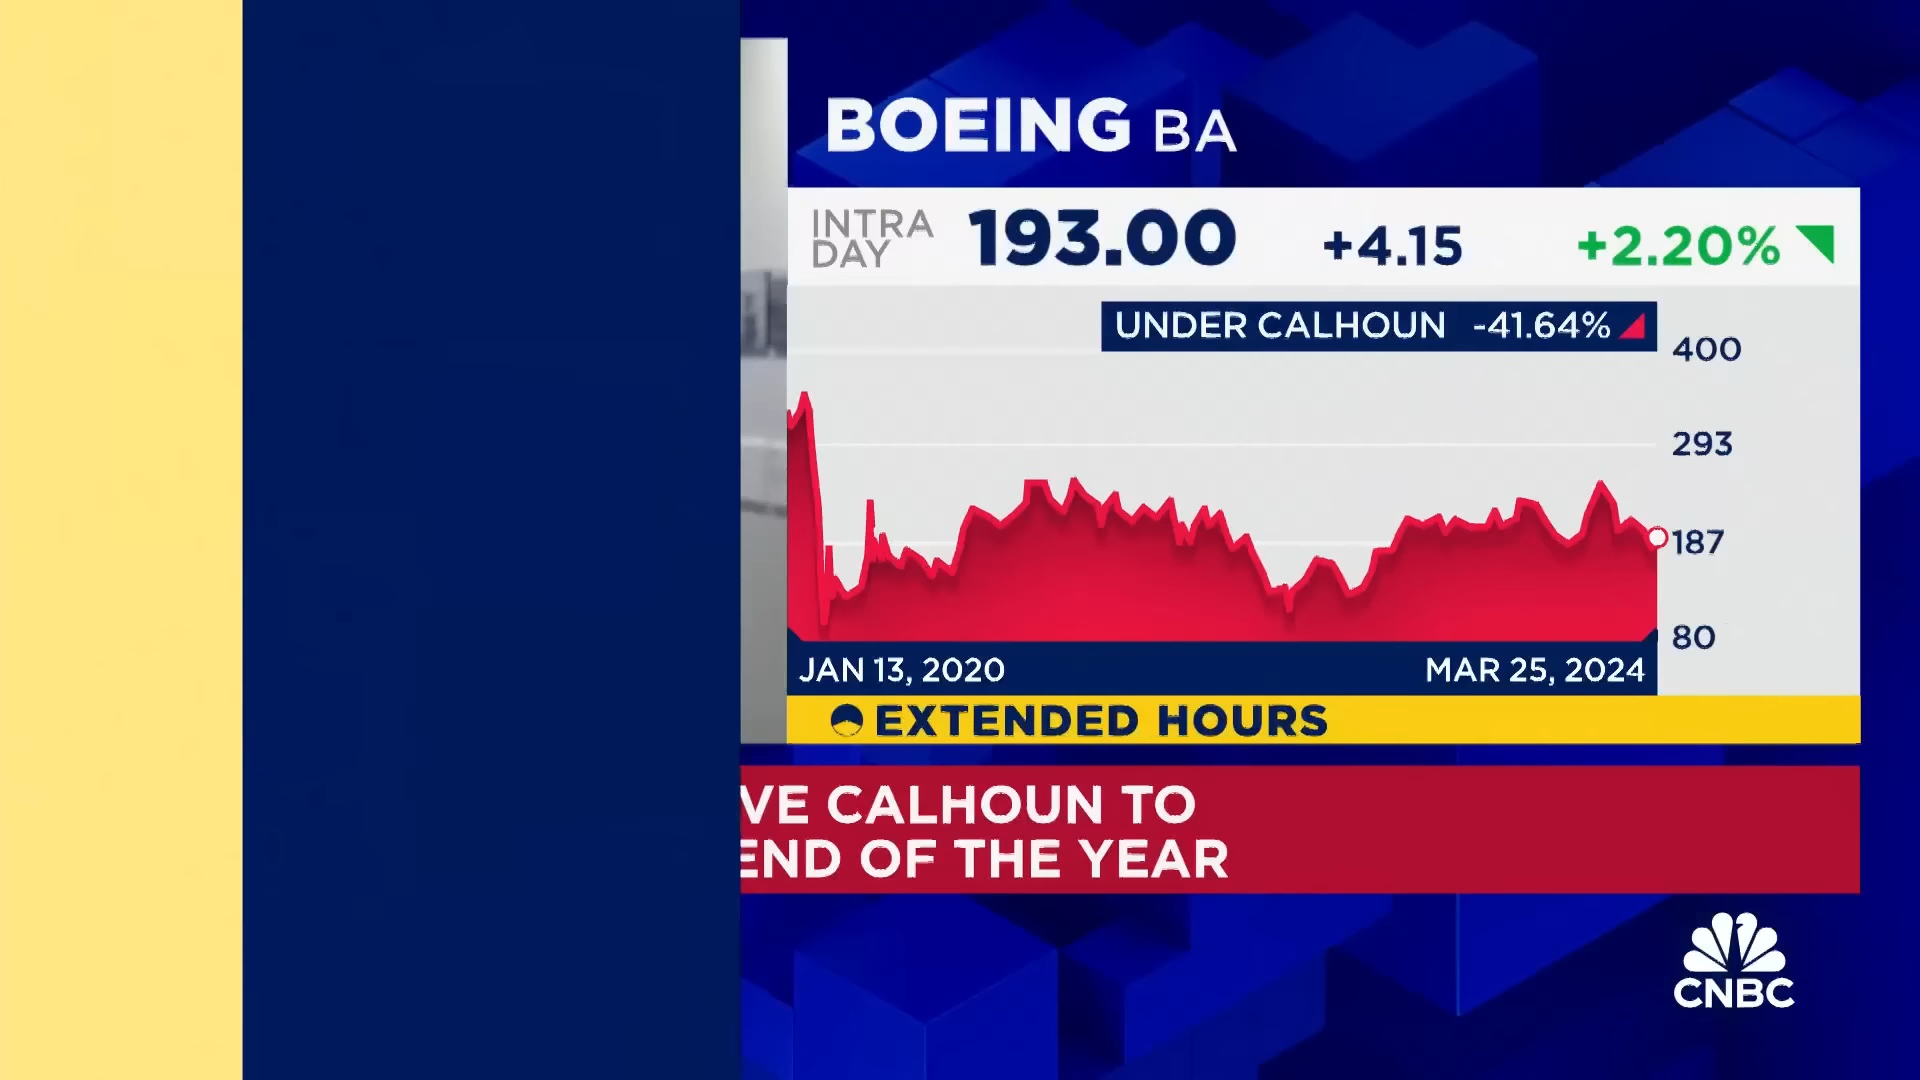 BOEING BA
INTRA
DAY
193.00 +4.15 +2.20%
UNDER CALHOUN -41.64%
400
293
187
80
JAN 13, 2020 MAR 25, 2024
EXTENDED HOURS
VE CALHOUN TO
END OF THE YEAR
CNBC